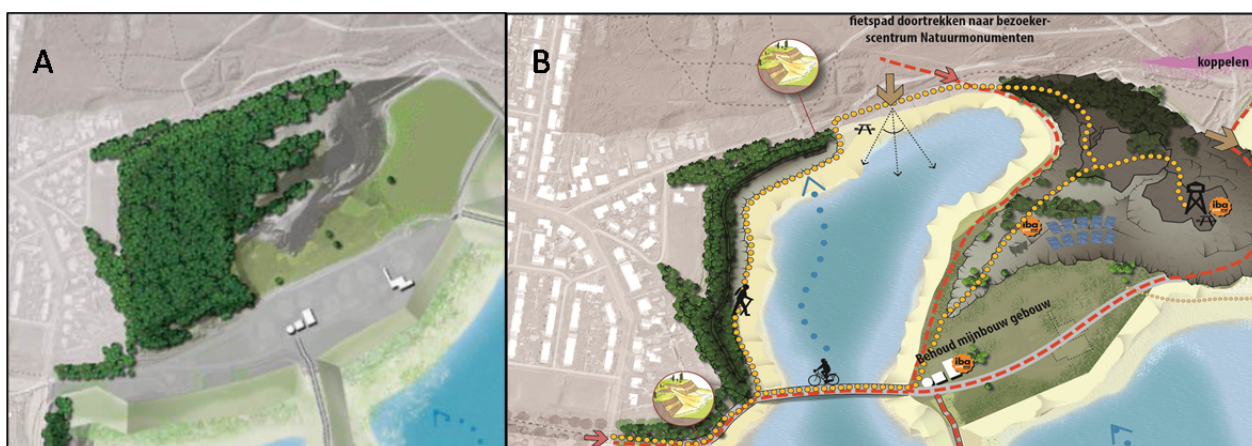 A
B
fietspad doortrekken naar bezoeker-
scentrum Natuurmonumenten
koppelen
iba
iba
Behoud mijnbouw gebouw
iba